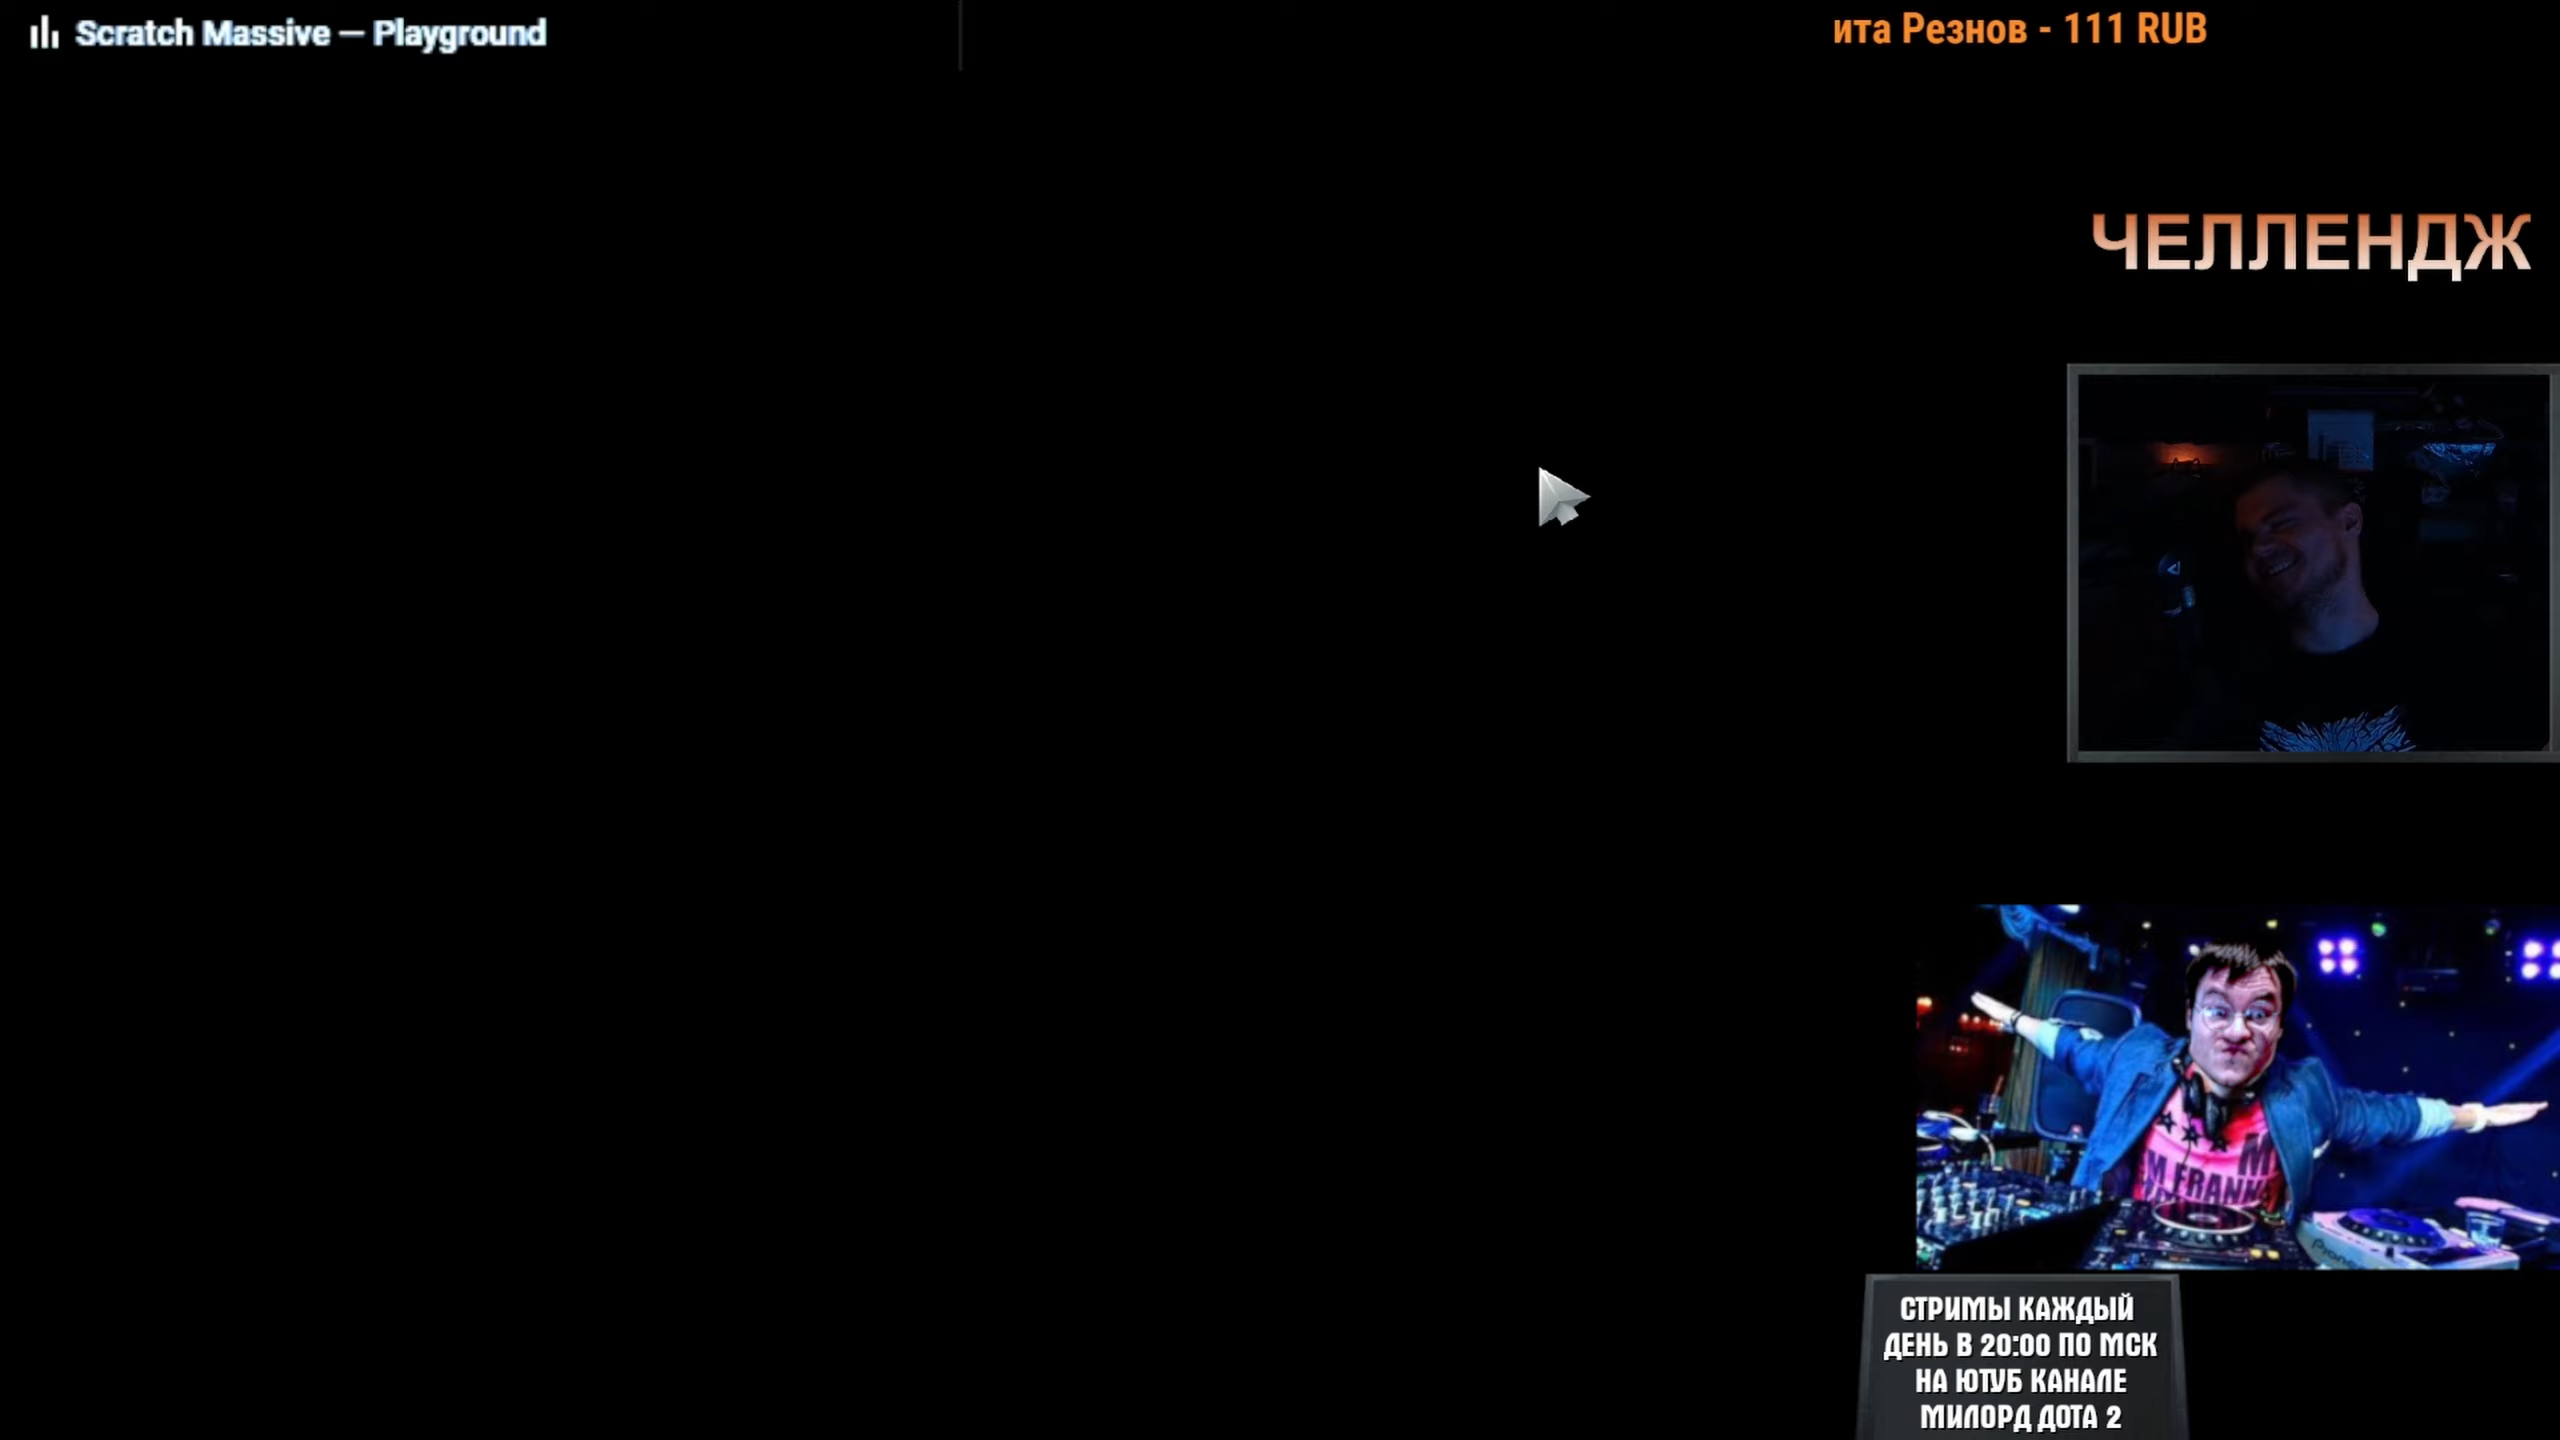 Scratch Massive — Playground
ита Резнов - 111 RUB
ЧЕЛЛЕНДЖ
M
M FRANK
СТРИМЫ КАЖДЫЙ
ДЕНЬ В 20:00 ПО МСК
НА ЮТУБ КАНАЛЕ
МИЛОРД ДОТА 2